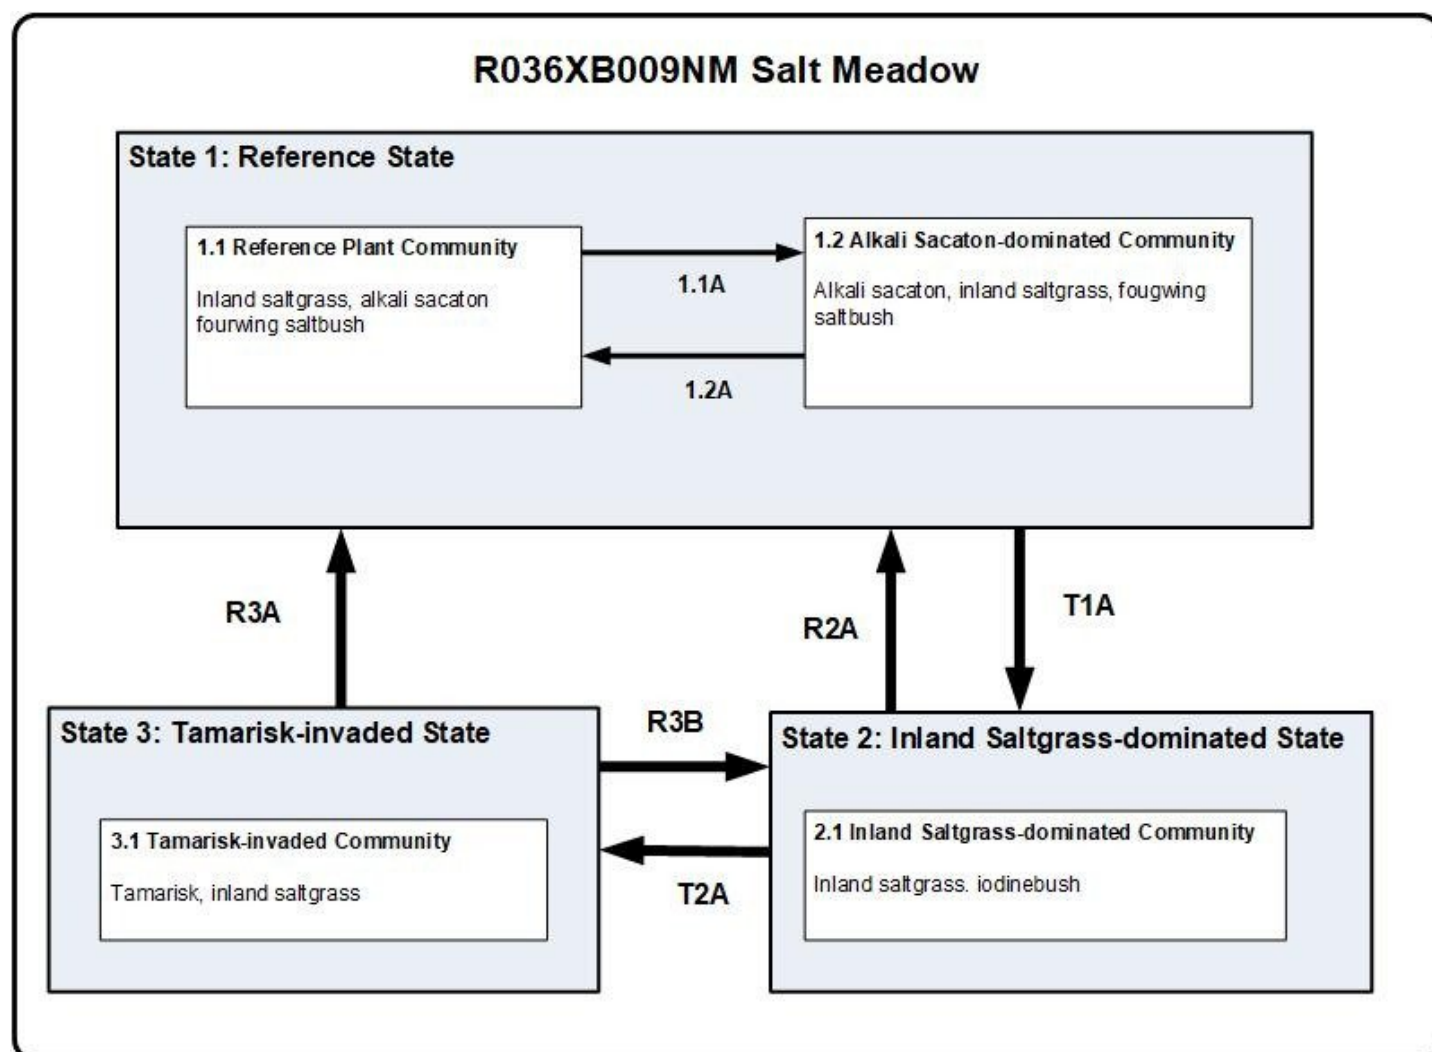 R036XB009NM Salt Meadow
State 1: Reference State
1.1 Reference Plant Community
Inland saltgrass, alkali sacaton
fourwing saltbush
1.1A
1.2A
1.2 Alkali Sacaton-dominated Community
Alkali sacaton, inland saltgrass, fougwing
saltbush
R3A
R2A
T1A
State 3: Tamarisk-invaded State
3.1 Tamarisk-invaded Community
Tamarisk, inland saltgrass
R3B
T2A
State 2: Inland Saltgrass-dominated State
2.1 Inland Saltgrass-dominated Community
Inland saltgrass. iodinebush